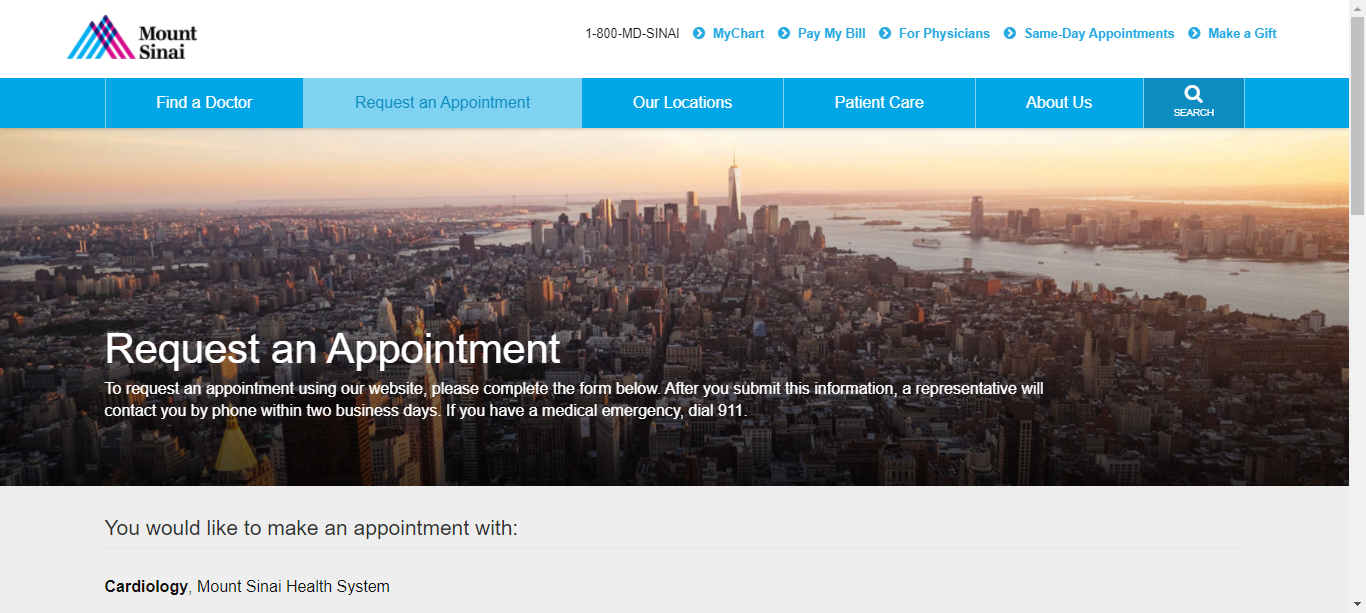 Mount
Sinai
1-800-MD-SINAI MyChart Pay My Bill For Physicians Same-Day Appointments Make a Gift
Find a Doctor Request an Appointment Our Locations Patient Care About Us SEARCH
Request an Appointment
To request an appointment using our website, please complete the form below. After you submit this information, a representative will
contact you by phone within two business days. If you have a medical emergency, dial 911.
You would like to make an appointment with:
Cardiology, Mount Sinai Health System